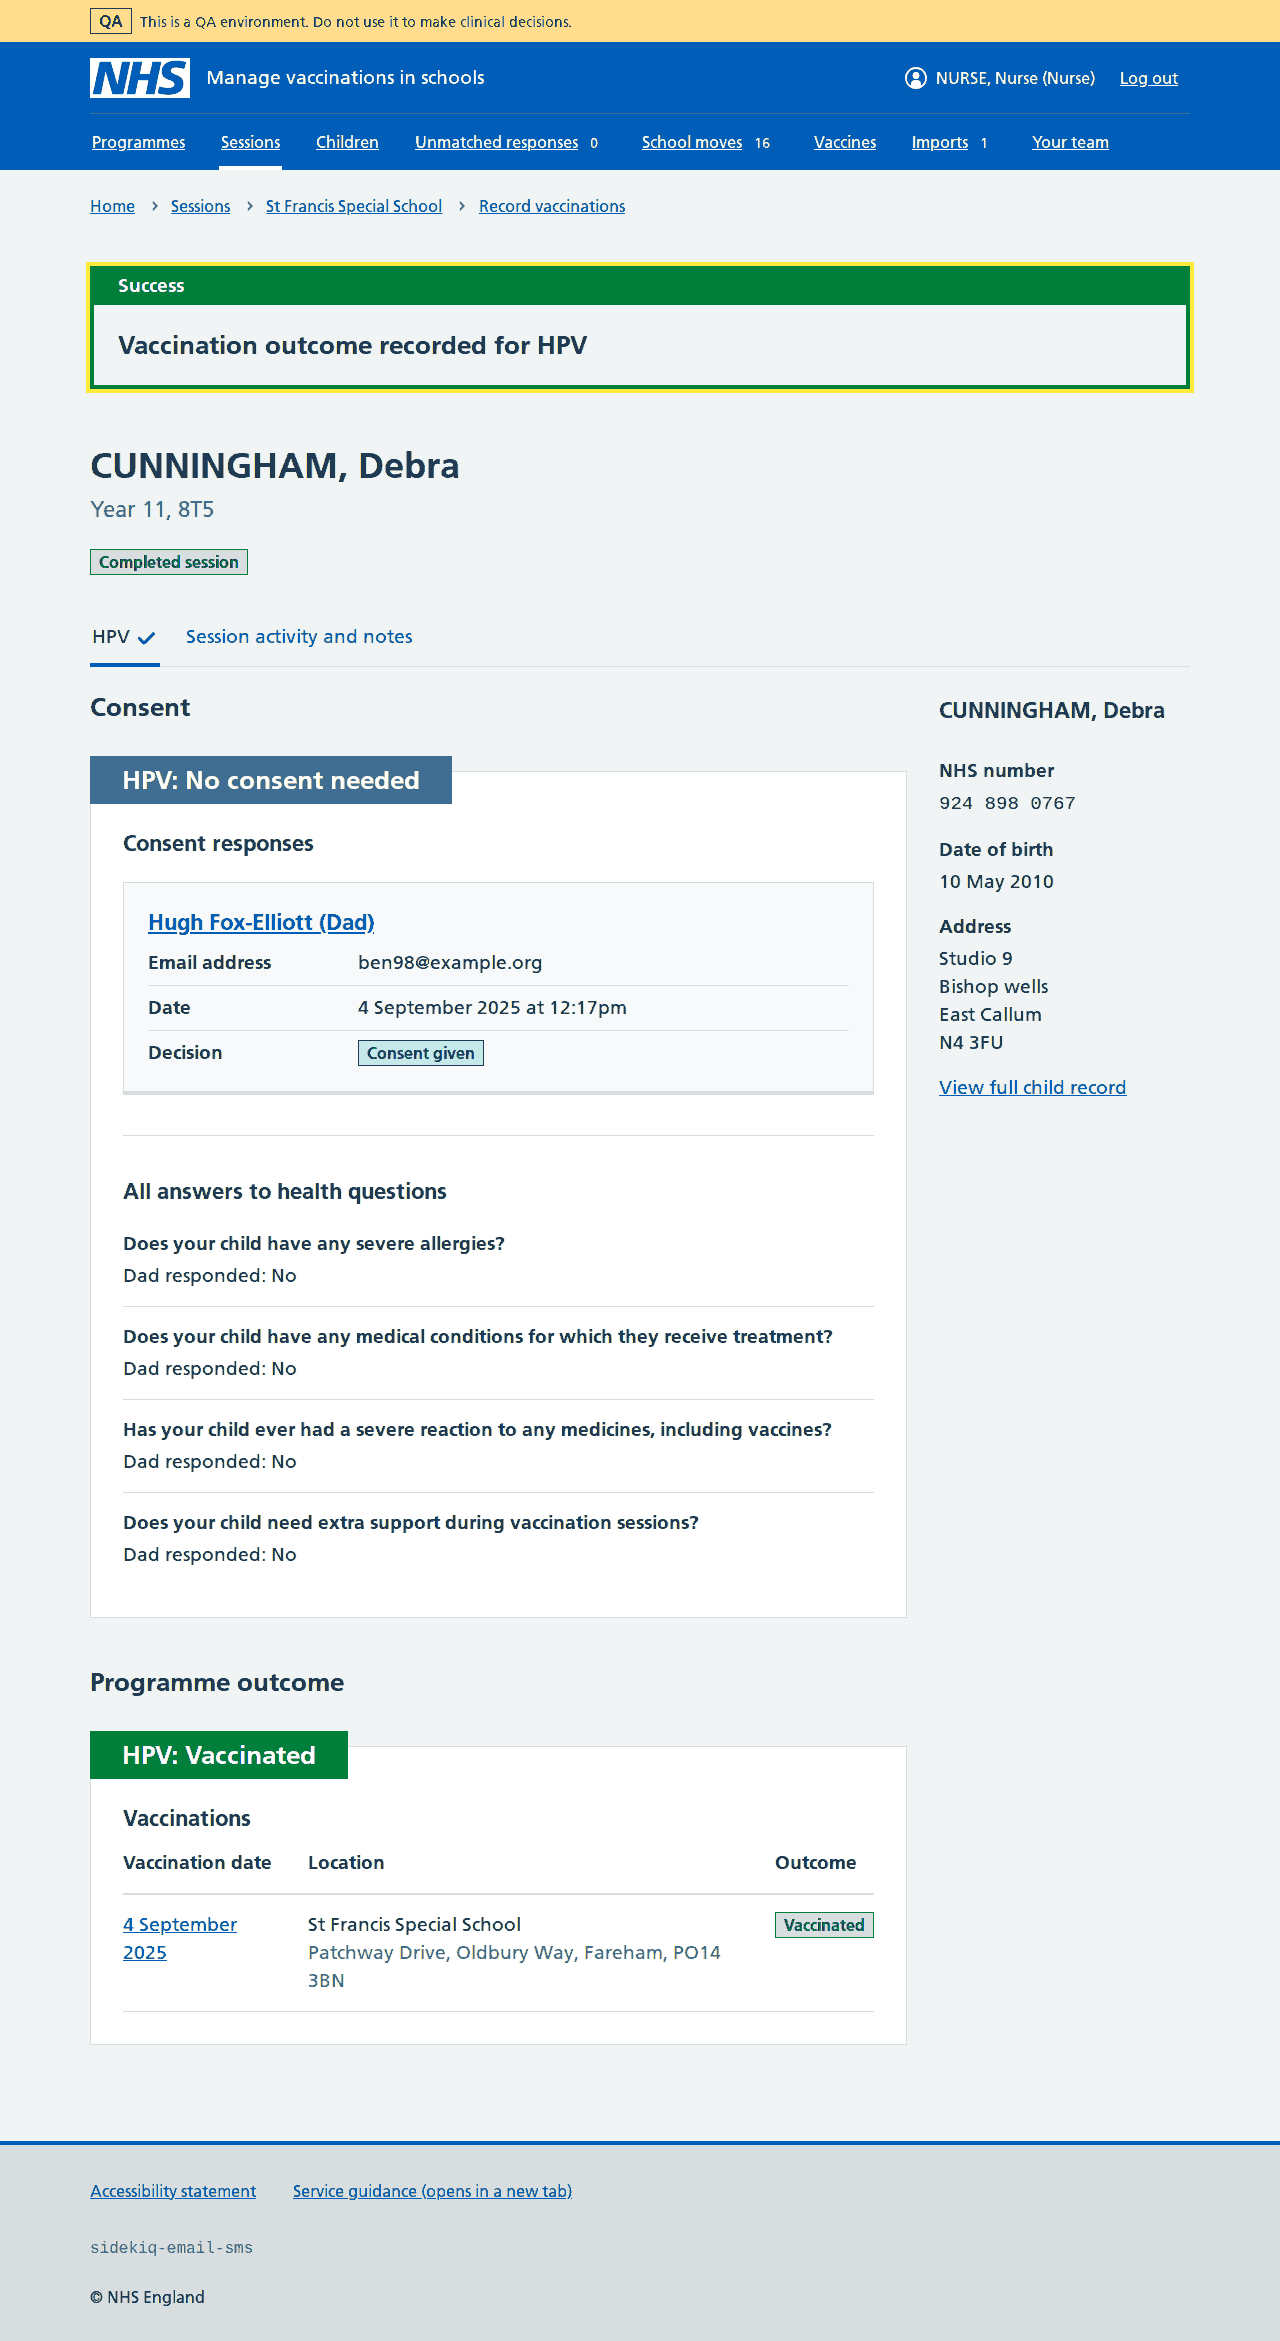 QA This is a QA environment. Do not use it to make clinical decisions.
NHS Manage vaccinations in schools NURSE, Nurse (Nurse) Log out
Programmes Sessions Children Unmatched responses 0 School moves 16 Vaccines Imports 1 Your team
Home Sessions St Francis Special School Record vaccinations
Success
Vaccination outcome recorded for HPV
CUNNINGHAM, Debra
Year 11, 8T5
Completed session
HPV Session activity and notes
Consent
HPV: No consent needed
Consent responses
Hugh Fox-Elliott (Dad)
Email address ben98@example.org
Date 4 September 2025 at 12:17pm
Decision Consent given
All answers to health questions
Does your child have any severe allergies?
Dad responded: No
Does your child have any medical conditions for which they receive treatment?
Dad responded: No
Has your child ever had a severe reaction to any medicines, including vaccines?
Dad responded: No
Does your child need extra support during vaccination sessions?
Dad responded: No
CUNNINGHAM, Debra
NHS number
924 898 0767
Date of birth
10 May 2010
Address
Studio 9
Bishop wells
East Callum
N4 3FU
View full child record
Programme outcome
HPV: Vaccinated
Vaccinations
Vaccination date Location Outcome
4 September St Francis Special School Vaccinated
2025 Patchway Drive, Oldbury Way, Fareham, PO14
3BN
Accessibility statement Service guidance (opens in a new tab)
sidekiq-email-sms
© NHS England